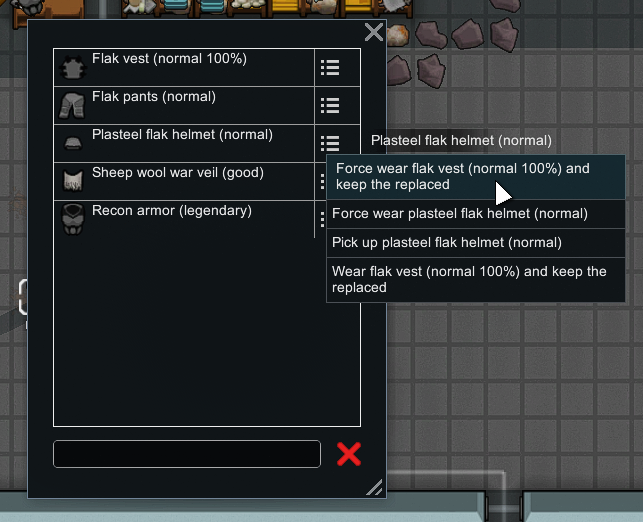 Flak vest (normal 100%)
Flak pants (normal)
Plasteel flak helmet (normal)
Plasteel flak helmet (normal)
Sheep wool war veil (good)
Recon armor (legendary)
Force wear flak vest (normal 100%) and
keep the replaced
Force wear plasteel flak helmet (normal)
Pick up plasteel flak helmet (normal)
Wear flak vest (normal 100%) and keep the
replaced